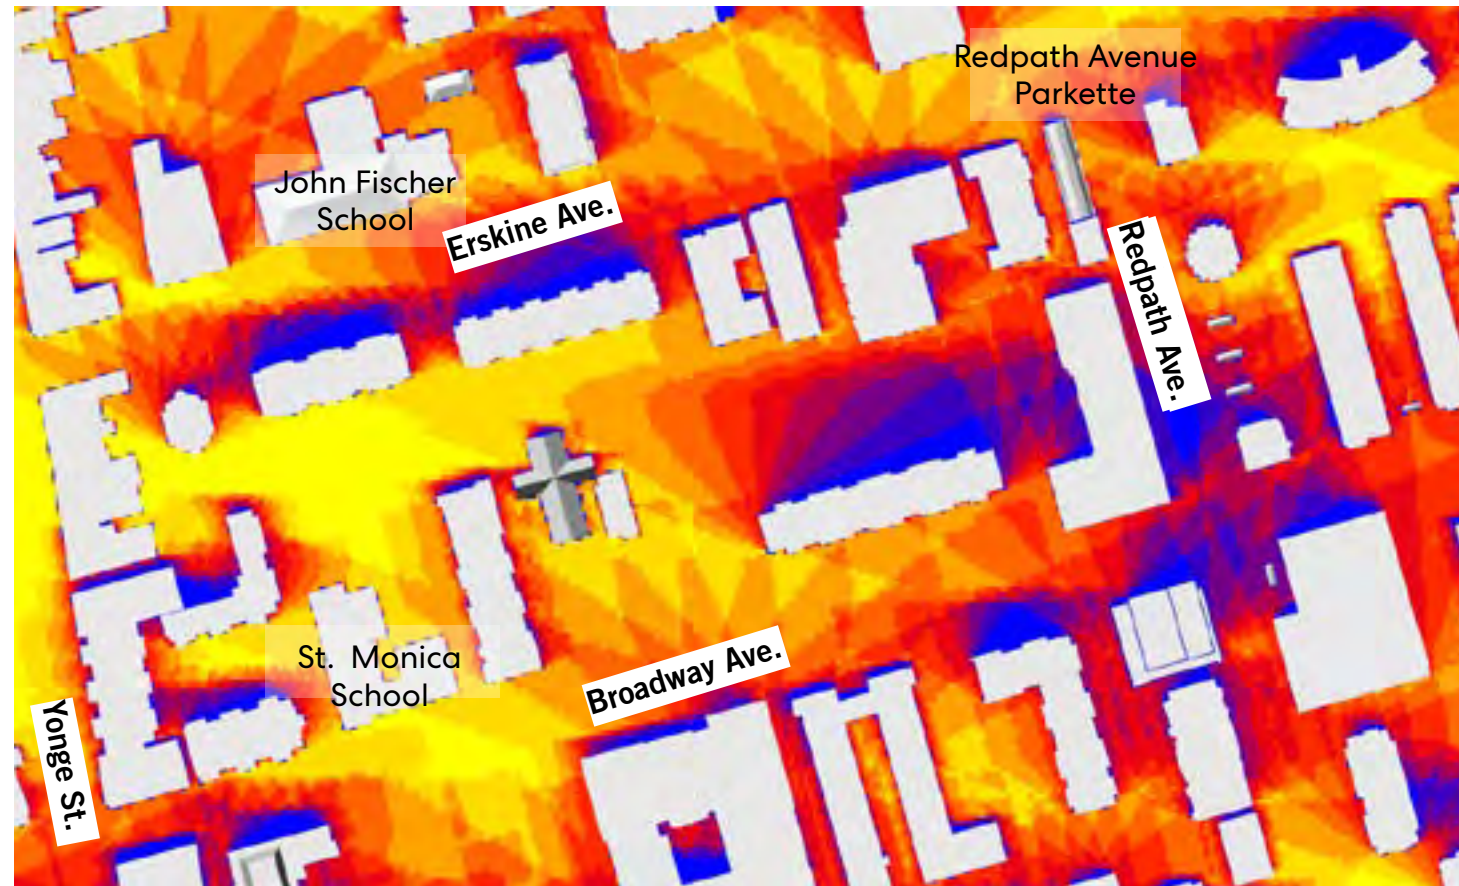 Redpath Avenue
Parkette
John Fischer
School
Erskine Ave.
Redpath Ave.
St. Monica
School
Broadway Ave.
Yonge St.